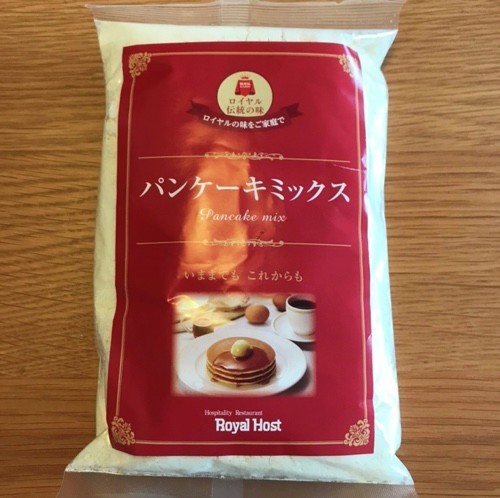 ロイヤル
伝統の味
ロイヤルの味をご家庭で
パンケーキミックス
Pancake mix
いままでも これからも
Hospitality Restaurant
Royal Host